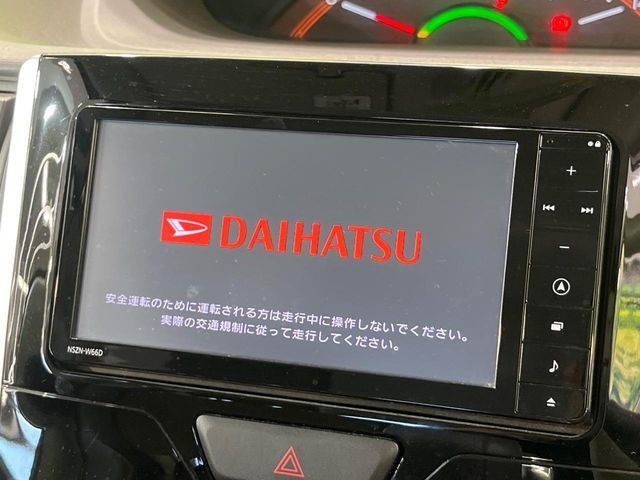 DAIHATSU
安全運転のために運転される方は走行中に操作しないでください。
実際の交通規制に従って走行してください。
NSZN-W66D